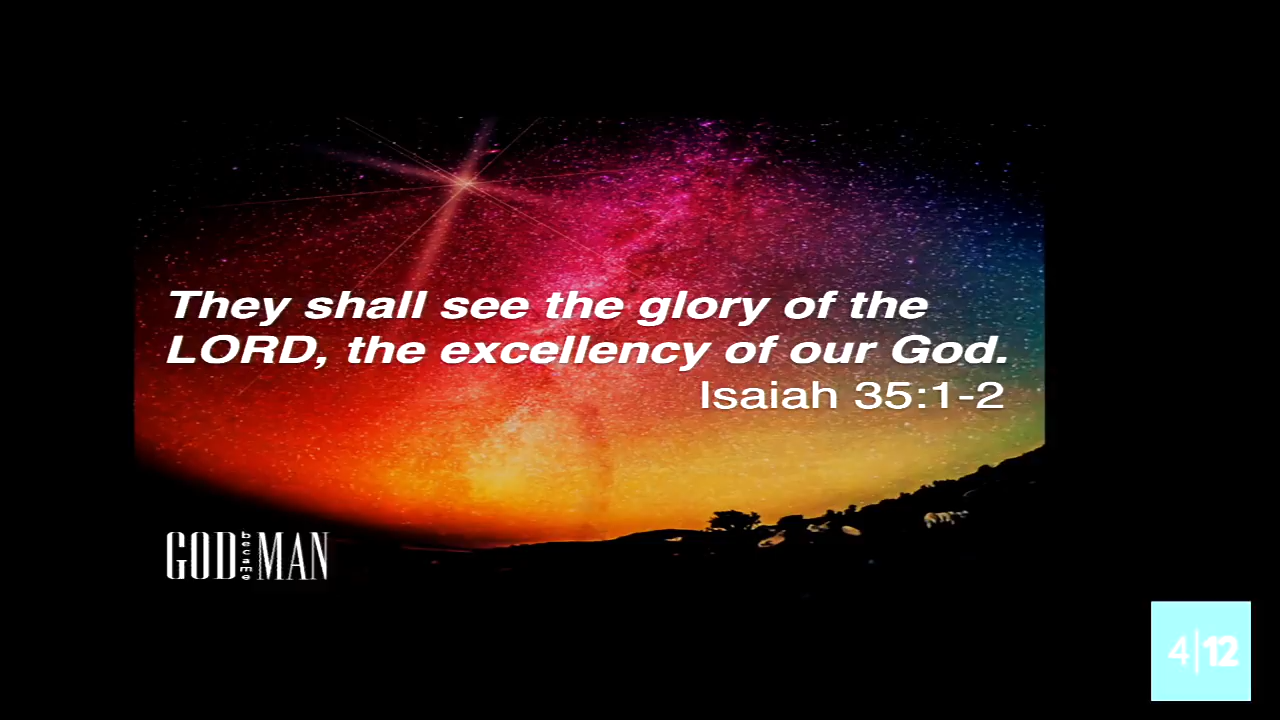 They shall see the glory of the
LORD, the excellency of our God.
Isaiah 35:1-2
GOD became MAN
4|12